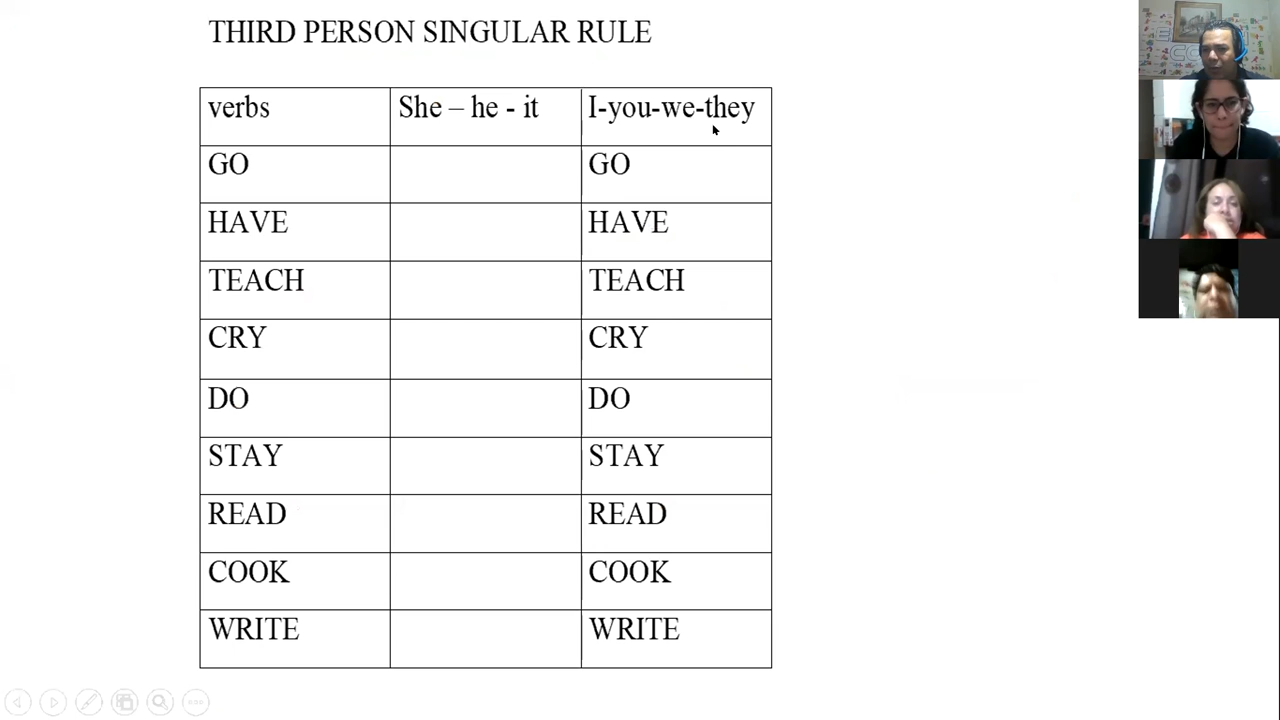 THIRD PERSON SINGULAR RULE
verbs She – he - it I-you-we-they
GO GO
HAVE HAVE
TEACH TEACH
CRY CRY
DO DO
STAY STAY
READ READ
COOK COOK
WRITE WRITE